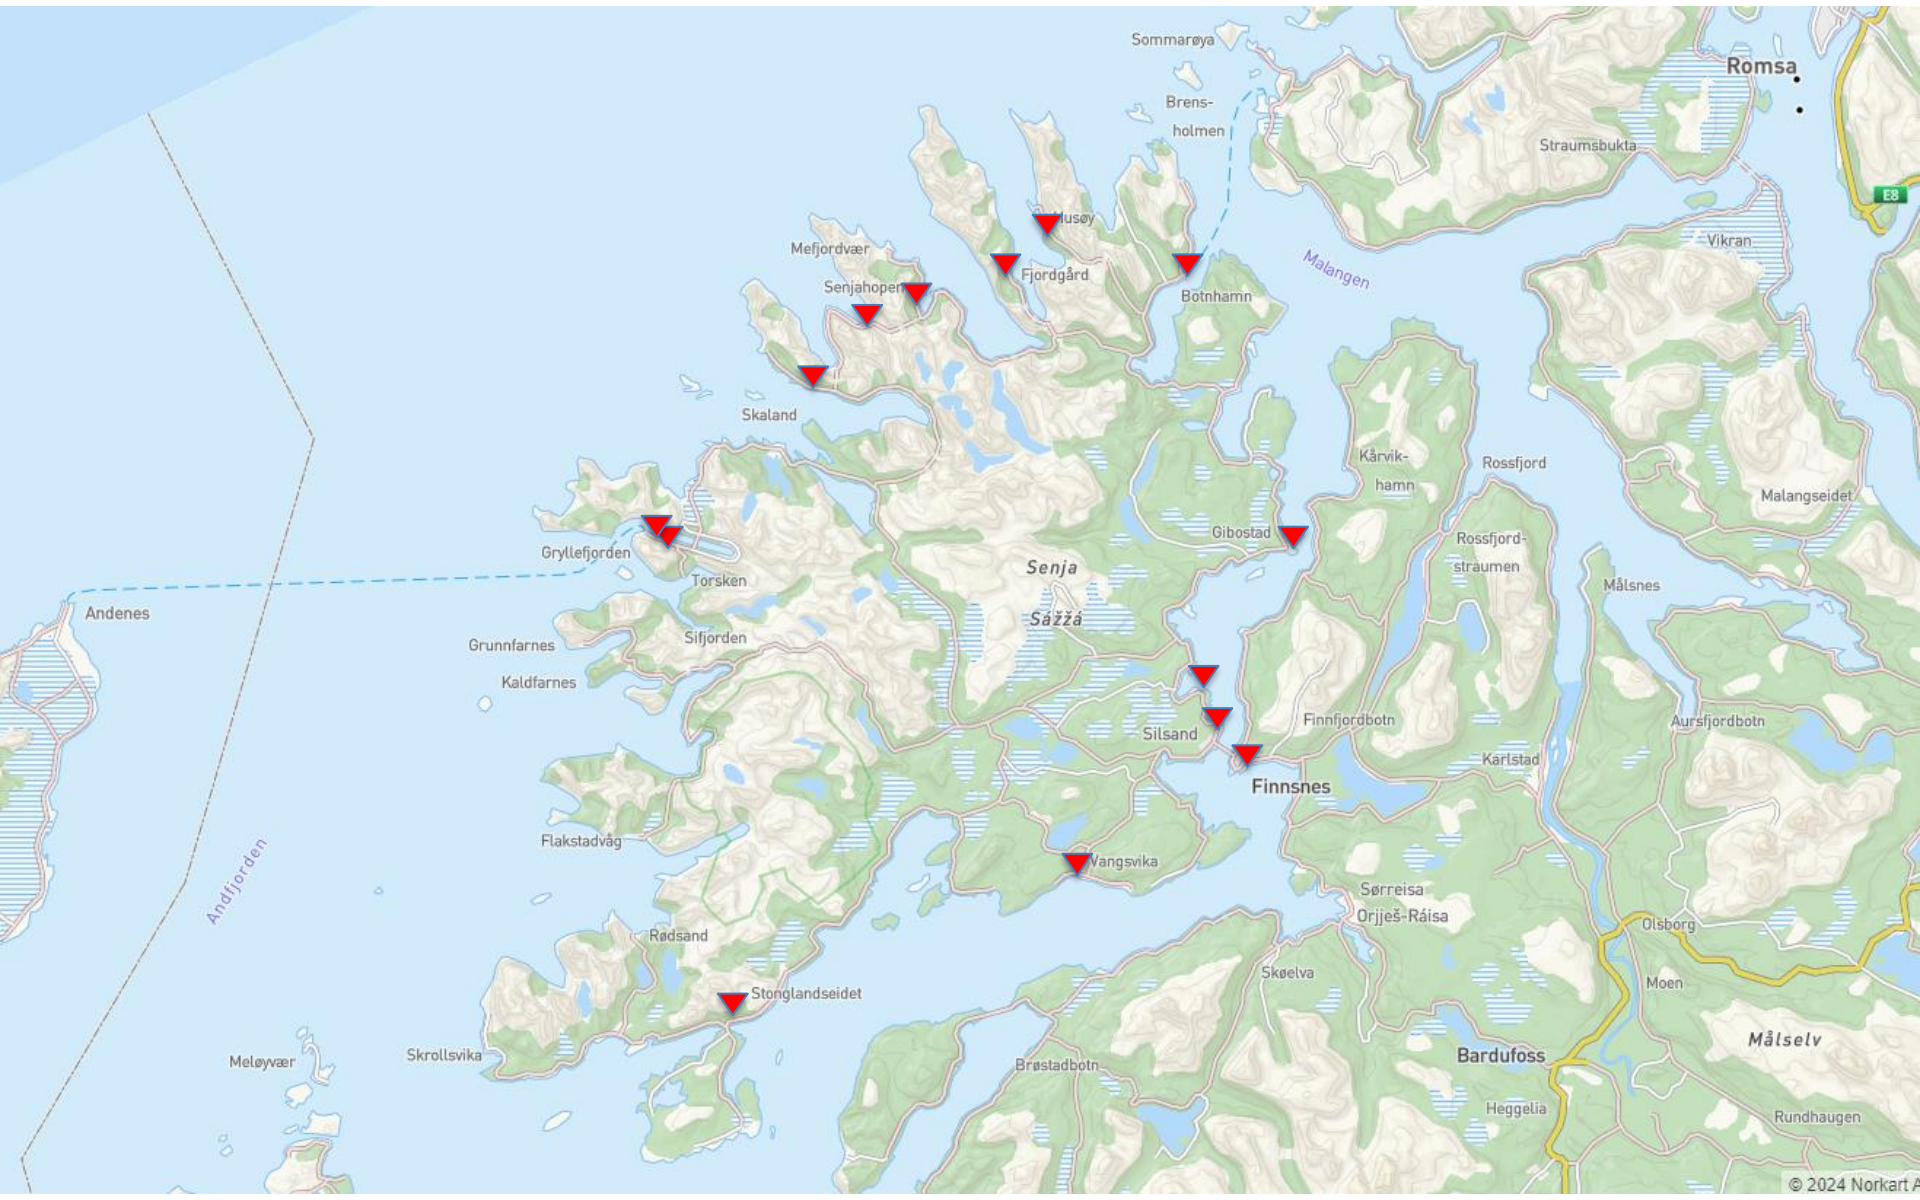 Sommarøya
Romsa
Brens-
holmen
Straumsbukta
E8
Vikran
Mefjordvær
Malangen
Fjordgård
Senjahopen
Botnhamn
Skaland
Kårvik-
hamn
Rossfjord
Malangseidet
Gibostad
Rossfjord-
straumen
Gryllefjorden
Senja
Torsken
Målsnes
Andenes
Sážžá
Sifjorden
Grunnfarnes
Kaldfarnes
Finnfjordbotn
Aursfjordbotn
Silsand
Karlstad
Finnsnes
Flakstadvåg
Vangsvika
Andfjorden
Sørreisa
Orjješ-Ráisa
Olsborg
Rødsand
Skøelva
Moen
Stonglandseidet
Målselv
Skrollsvika
Bardufoss
Meløyvær
Brøstadbotn
Heggelia
Rundhaugen
© 2024 Norkart